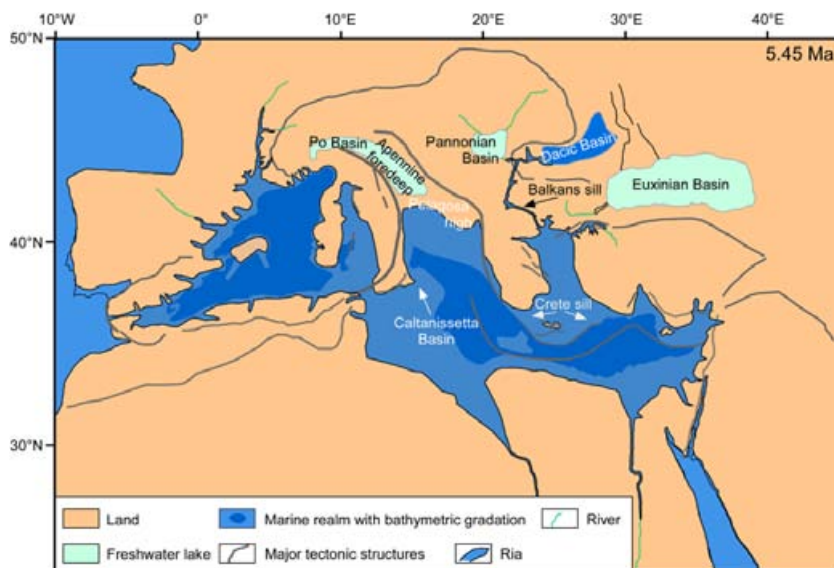 10°W
0°
10°E
20°E
30°E
40°E
50°N
5.45 Ma
Po Basin
Apennine
foredeep
Pannonian
Basin
Dacic Basin
Euxinian Basin
Balkans sill
Pelagosa
high
40°N
Crete sill
Caltanissetta
Basin
30°N
Land
Marine realm with bathymetric gradation
River
Freshwater lake
Major tectonic structures
Ria